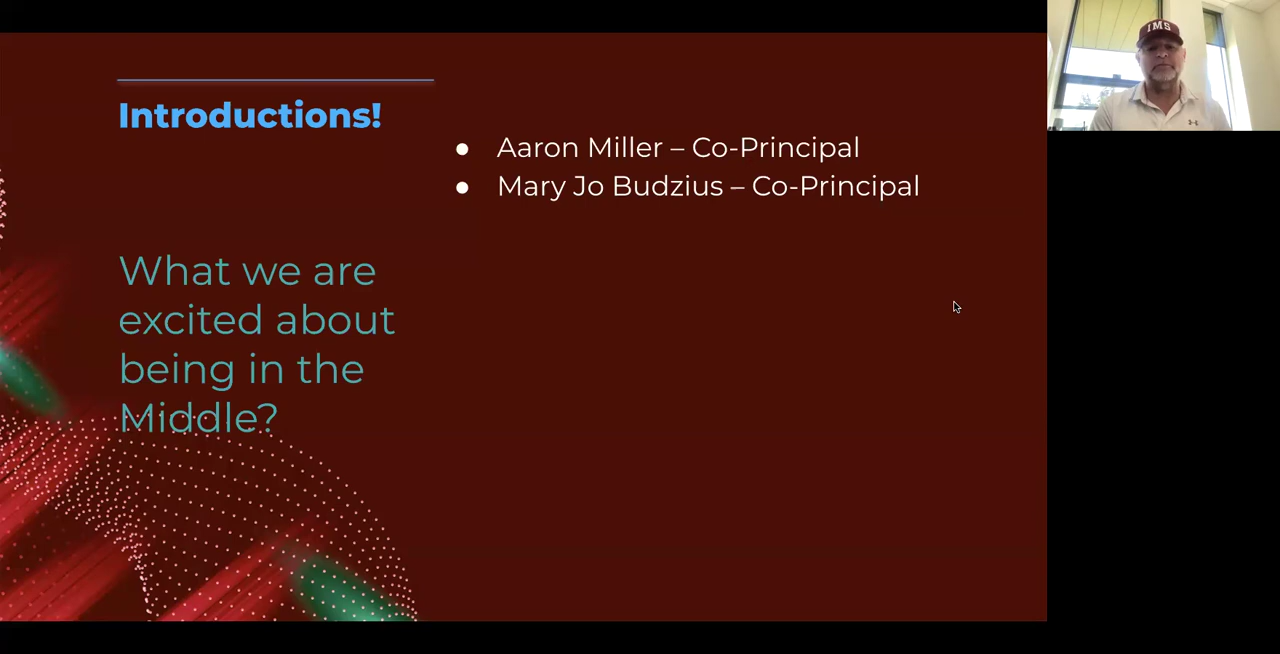 Introductions!
● Aaron Miller – Co-Principal
● Mary Jo Budzius – Co-Principal
What we are
excited about
being in the
Middle?
IMS